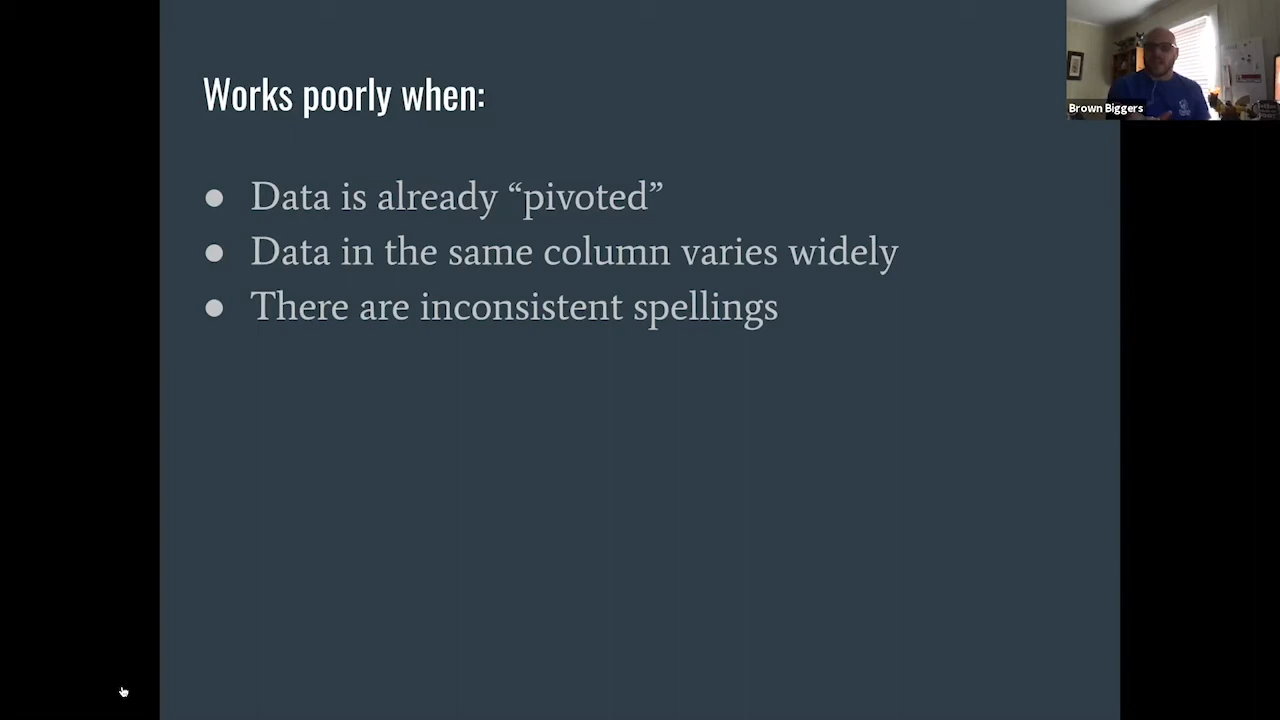 Works poorly when:
● Data is already “pivoted”
● Data in the same column varies widely
● There are inconsistent spellings
Brown Biggers